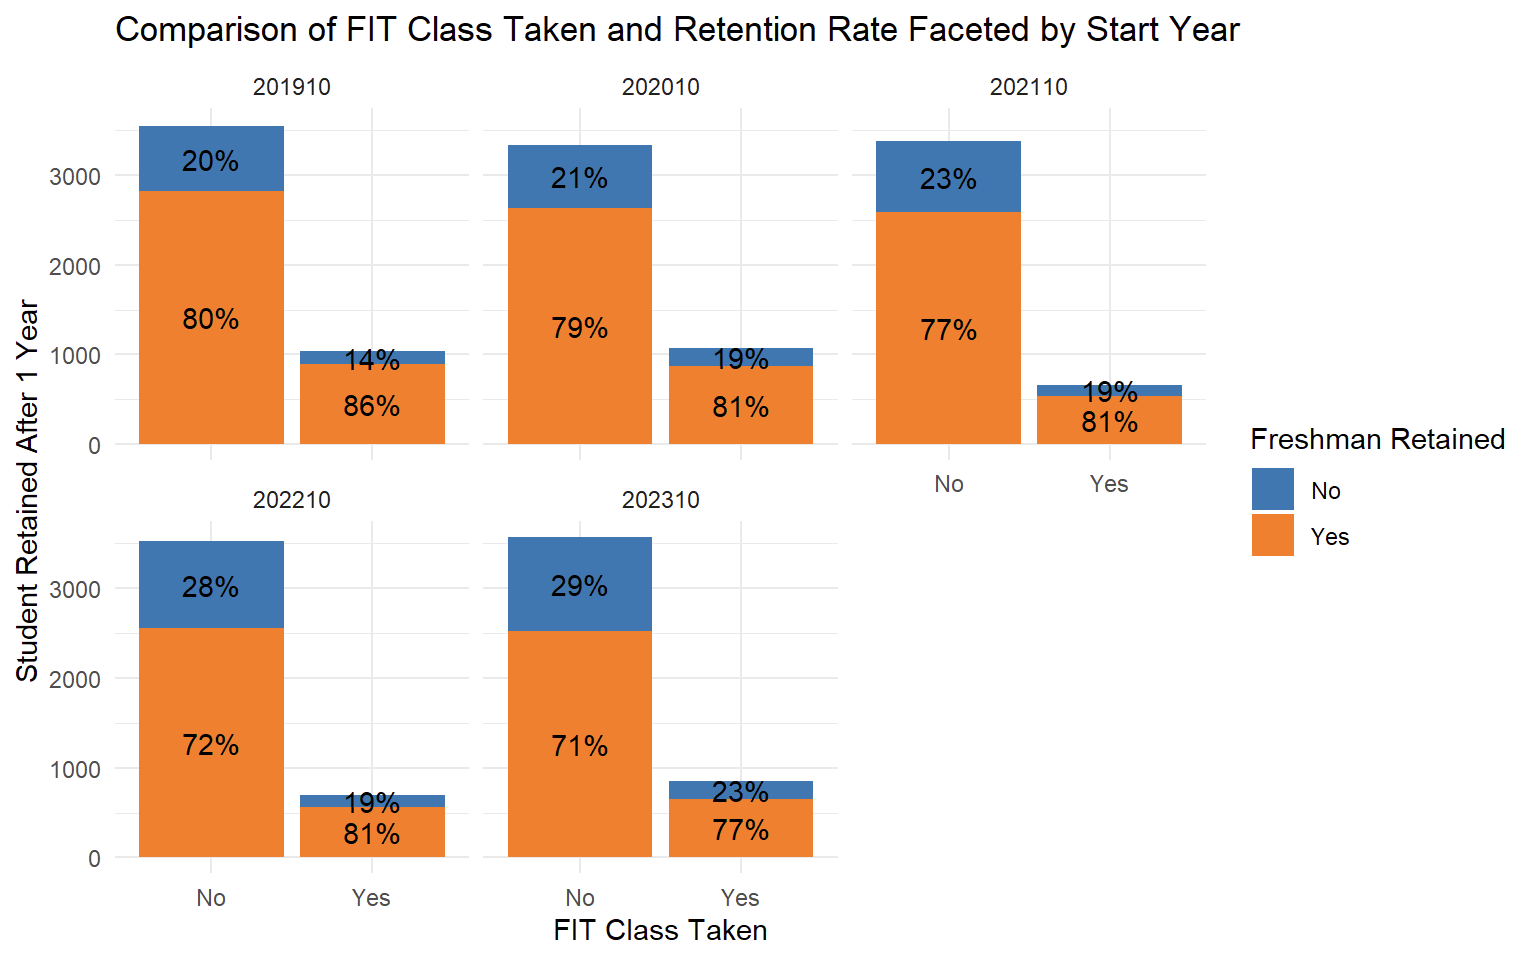 Comparison of FIT Class Taken and Retention Rate Faceted by Start Year
201910
202010
202110
3000
2000
1000
0
20%
80%
14%
86%
21%
79%
19%
81%
23%
77%
19%
81%
No
Yes
Student Retained After 1 Year
202210
202310
3000
2000
1000
0
28%
72%
19%
81%
29%
71%
23%
77%
No
Yes
No
Yes
FIT Class Taken
Freshman Retained
No
Yes